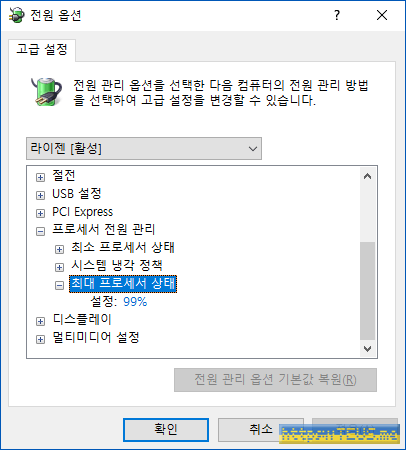 전원 옵션
고급 설정
전원 관리 옵션을 선택한 다음 컴퓨터의 전원 관리 방법
을 선택하여 고급 설정을 변경할 수 있습니다.
라이젠 [활성]
절전
USB 설정
PCI Express
프로세서 전원 관리
최소 프로세서 상태
시스템 냉각 정책
최대 프로세서 상태
설정: 99%
디스플레이
멀티미디어 설정
전원 관리 옵션 기본값 복원(R)
확인
취소